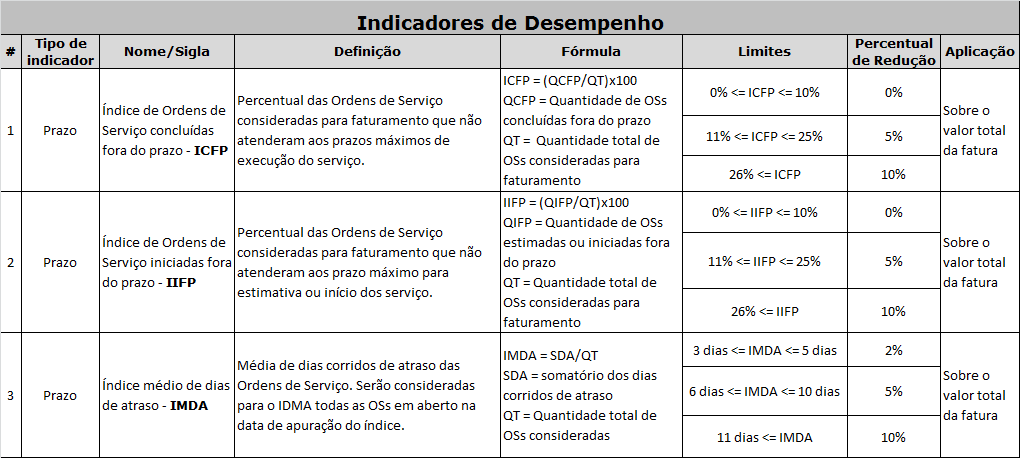 Indicadores de Desempenho
#
Tipo de
indicador
Nome/Sigla
Definição
Fórmula
Limites
Percentual
de Redução
Aplicação
1
Prazo
Índice de Ordens de
Serviço concluídas
fora do prazo - ICFP
Percentual das Ordens de Serviço
consideradas para faturamento que não
atenderam aos prazos máximos de
execução do serviço.
ICFP = (QCFP/QT)x100
QCFP = Quantidade de OSs
concluídas fora do prazo
QT = Quantidade total de
OSs consideradas para
faturamento
0% <= ICFP <= 10%
0%
11% <= ICFP <= 25%
5%
26% <= ICFP
10%
Sobre o
valor total
da fatura
2
Prazo
Índice de Ordens de
Serviço iniciadas fora
do prazo - IIFP
Percentual das Ordens de Serviço
consideradas para faturamento que não
atenderam aos prazo máximo para
estimativa ou início dos serviço.
IIFP = (QIFP/QT)x100
QIFP = Quantidade de OSs
estimadas ou iniciadas fora
do prazo
QT = Quantidade total de
OSs consideradas para
faturamento
0% <= IIFP <= 10%
0%
11% <= IIFP <= 25%
5%
26% <= IIFP
10%
Sobre o
valor total
da fatura
3
Prazo
Índice médio de dias
de atraso - IMDA
Média de dias corridos de atraso das
Ordens de Serviço. Serão consideradas
para o IDMA todas as OSs em aberto na
data de apuração do índice.
IMDA = SDA/QT
SDA = somatório dos dias
corridos de atraso
QT = Quantidade total de
OSs consideradas
3 dias <= IMDA <= 5 dias
2%
6 dias <= IMDA <= 10 dias
5%
11 dias <= IMDA
10%
Sobre o
valor total
da fatura